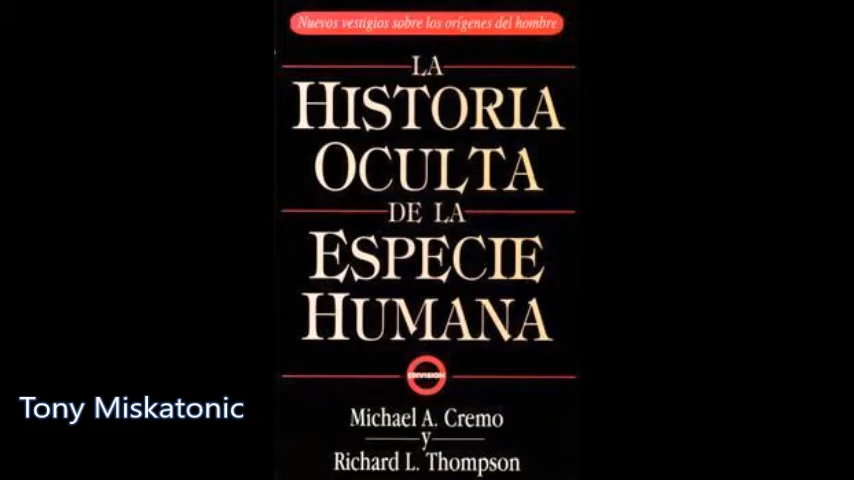 Nuevos vestigios sobre los orígenes del hombre
LA
HISTORIA
OCULTA
DE LA
ESPECIE
HUMANA
EDIVISION
Michael A. Cremo
y
Richard L. Thompson
Tony Miskatonic